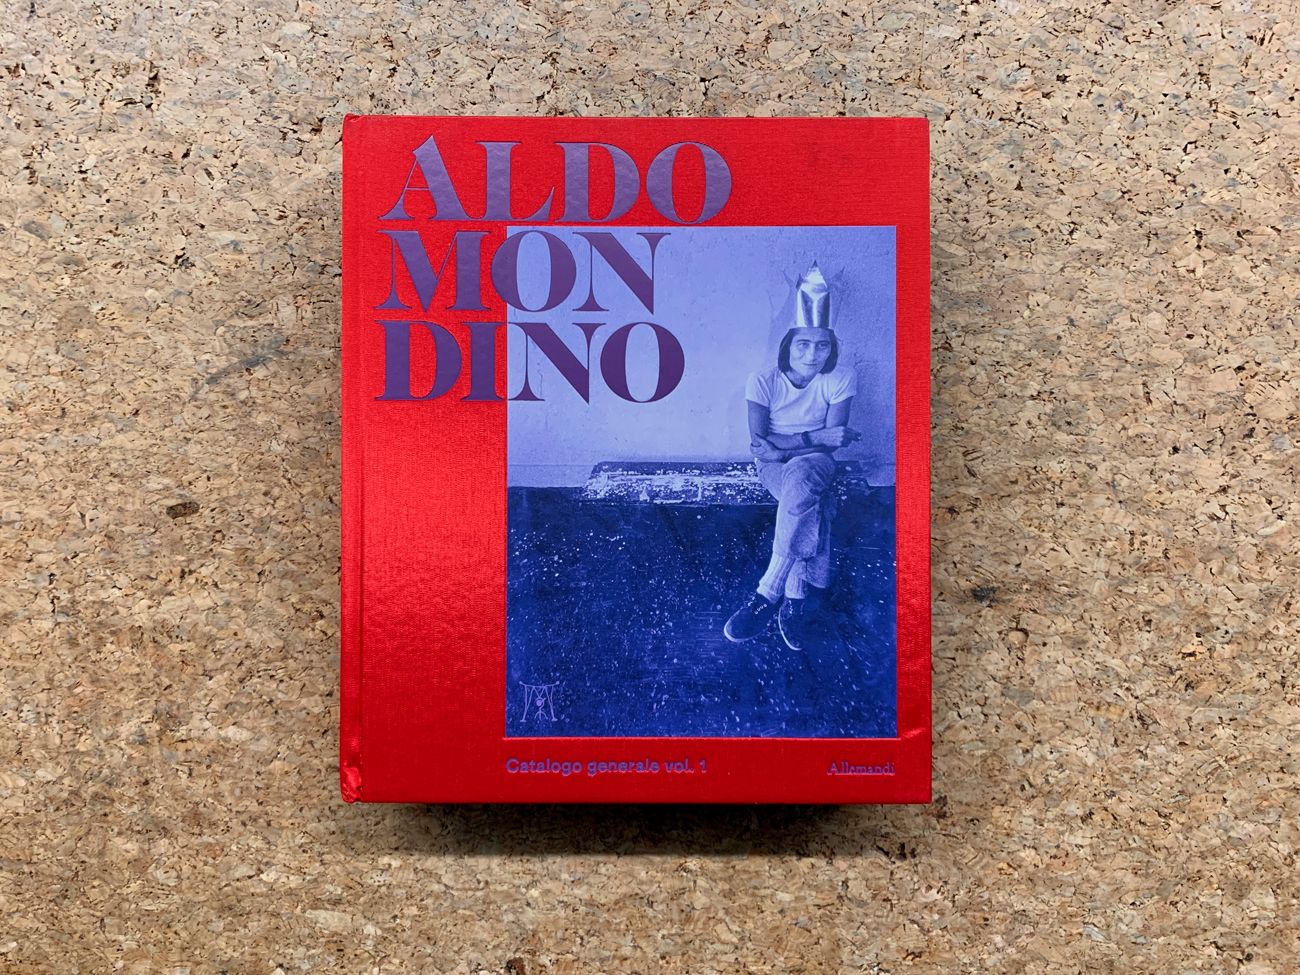 ALDO
MON
DINO
Catalogo generale vol. 1
Allemandi